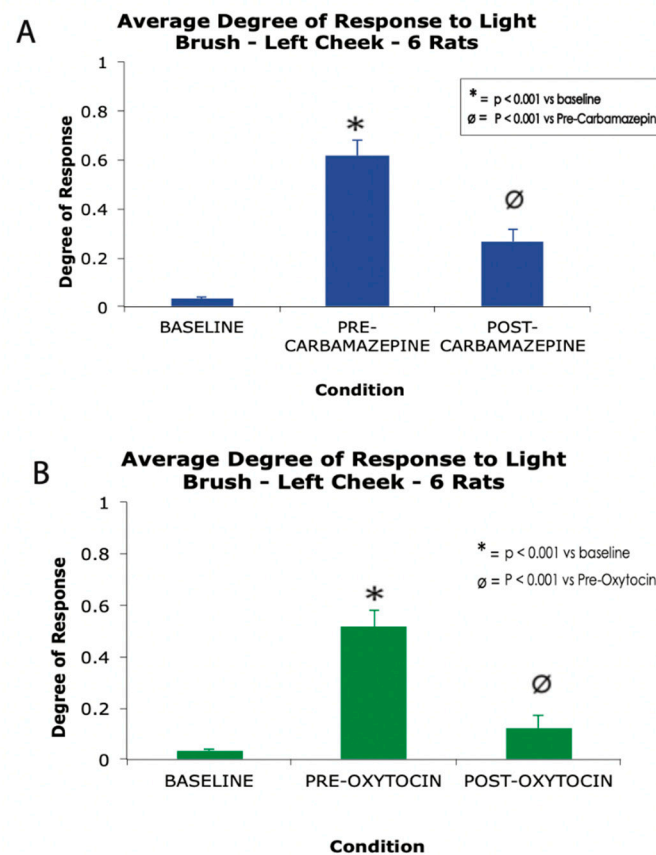 A
Average Degree of Response to Light
Brush - Left Cheek - 6 Rats
1
0.8
0.6
0.4
0.2
0
Degree of Response
* = p < 0.001 vs baseline
Ø = P < 0.001 vs Pre-Carbamazepin
*
Ø
BASELINE
PRE-
CARBAMAZEPINE
POST-
CARBAMAZEPINE
Condition
B
Average Degree of Response to Light
Brush - Left Cheek - 6 Rats
1
0.8
0.6
0.4
0.2
0
Degree of Response
* = p < 0.001 vs baseline
Ø = P < 0.001 vs Pre-Oxytocin
*
Ø
BASELINE
PRE-OXYTOCIN
POST-OXYTOCIN
Condition